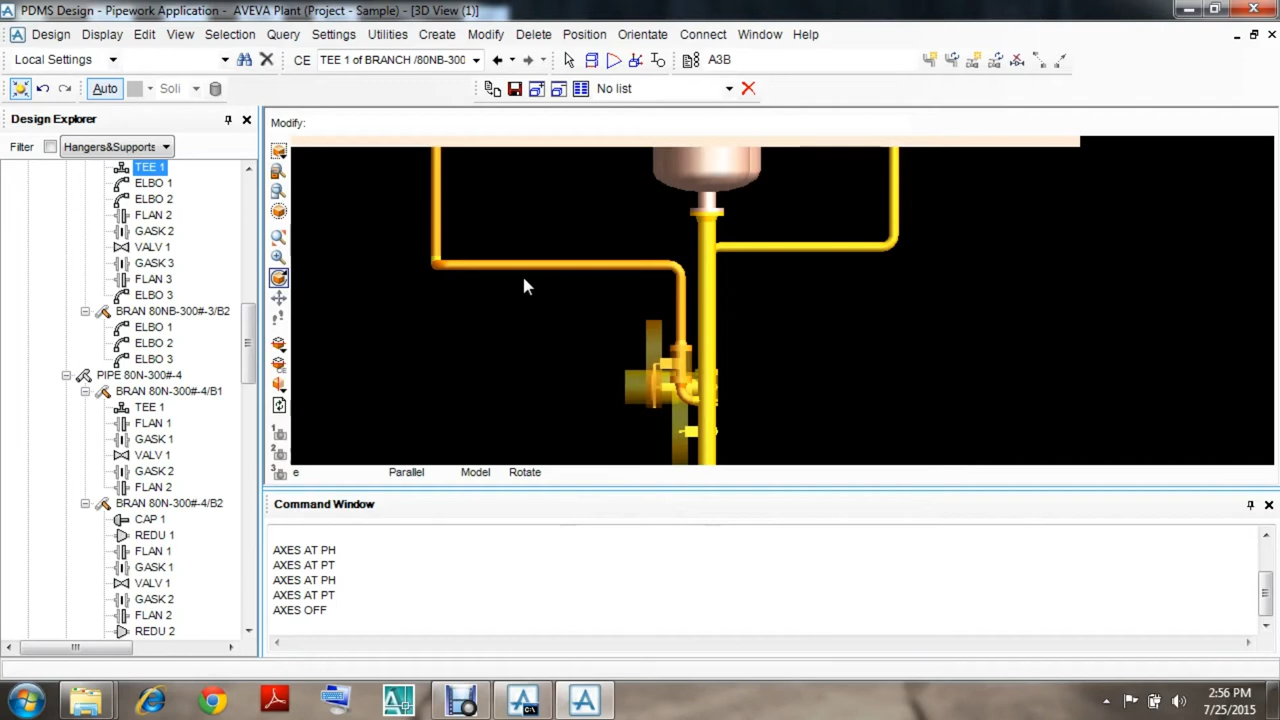 PDMS Design - Pipework Application - AVEVA Plant (Project - Sample) - [3D View (1)]
Design Display Edit View Selection Query Settings Utilities Create Modify Delete Position Orientate Connect Window Help
Local Settings CE TEE 1 of BRANCH /80NB-300 A3B
Auto Soli No list
Design Explorer
Modify:
Filter Hangers&Supports
TEE 1
ELBO 1
ELBO 2
FLAN 2
GASK 2
VALV 1
GASK 3
FLAN 3
ELBO 3
BRAN 80NB-300#-3/B2
ELBO 1
ELBO 2
ELBO 3
PIPE 80N-300#-4
BRAN 80N-300#-4/B1
TEE 1
FLAN 1
GASK 1
VALV 1
GASK 2
FLAN 2
BRAN 80N-300#-4/B2
CAP 1
REDU 1
FLAN 1
GASK 1
VALV 1
GASK 2
FLAN 2
REDU 2
CE
1
2
3
e Parallel Model Rotate
Command Window
AXES AT PH
AXES AT PT
AXES AT PH
AXES AT PT
AXES OFF
C:\
2:56 PM
7/25/2015